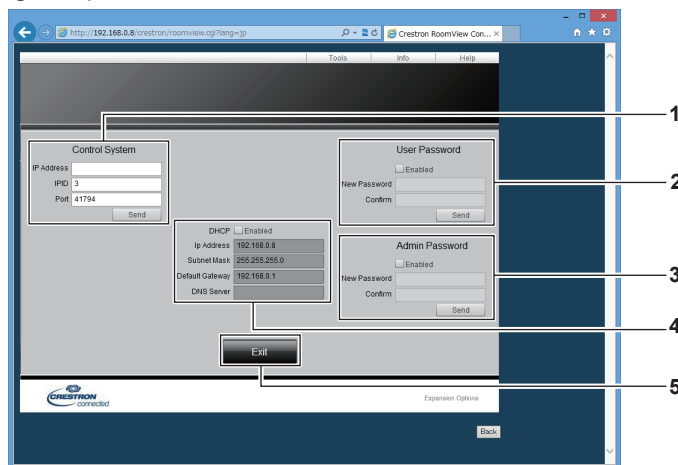 http://192.168.0.8/crestron/roomview.cgi?lang=jp
Crestron RoomView Con... ×
Tools Info Help
1
Control System
IP Address
IPID 3
Port 41794
Send
User Password
Enabled
New Password
Confirm
Send
2
DHCP Enabled
Ip Address 192.168.0.8
Subnet Mask 255.255.255.0
Default Gateway 192.168.0.1
DNS Server
Admin Password
Enabled
New Password
Confirm
Send
3
4
Exit
5
CRESTRON
connected
Expansion Options
Back